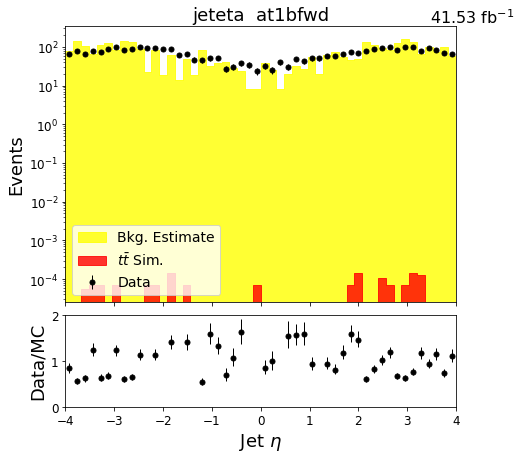 jeteta at1bfwd
41.53 fb⁻¹
Events
10²
10¹
10⁰
10⁻¹
10⁻²
10⁻³
10⁻⁴
Bkg. Estimate
tt̄ Sim.
Data
Data/MC
2
1
0
−4 −3 −2 −1 0 1 2 3 4
Jet η